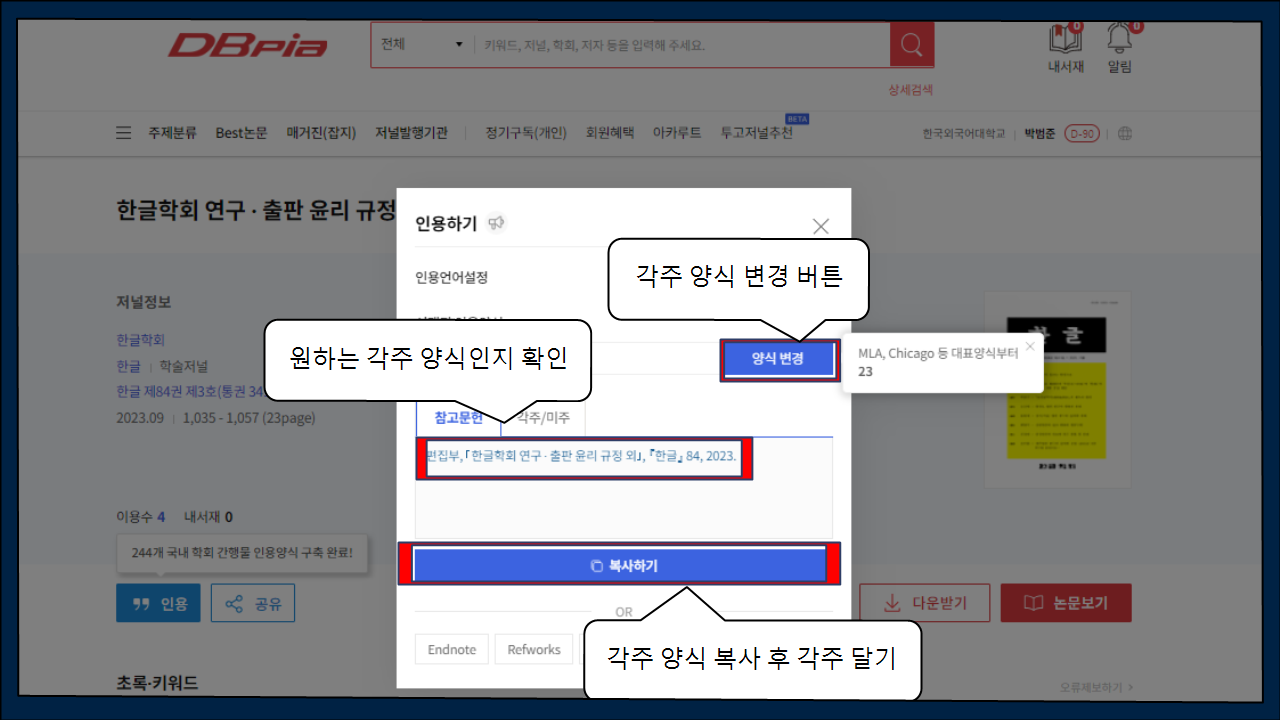 DBpia
전체
키워드, 저널, 학회, 저자 등을 입력해 주세요.
0
0
내서재
알림
상세검색
주제분류 Best논문 매거진(잡지) 저널발행기관 정기구독(개인) 회원혜택 아카루트 투고저널추천
BETA
한국외국어대학교 박범준 D-90
한글학회 연구 · 출판 윤리 규정
인용하기
인용언어설정
각주 양식 변경 버튼
원하는 각주 양식인지 확인
양식 변경
MLA, Chicago 등 대표양식부터
23
저널정보
한글학회
한글 학술저널
한글 제84권 제3호(통권 34
2023.09 1,035 - 1,057 (23page)
한글
참고문헌 각주/미주
편집부, 「한글학회 연구 · 출판 윤리 규정 외」, 『한글』 84, 2023.
이용수 4 내서재 0
244개 국내 학회 간행물 인용양식 구축 완료!
복사하기
인용
공유
OR
다운받기
논문보기
Endnote
Refworks
각주 양식 복사 후 각주 달기
초록·키워드
오류제보하기